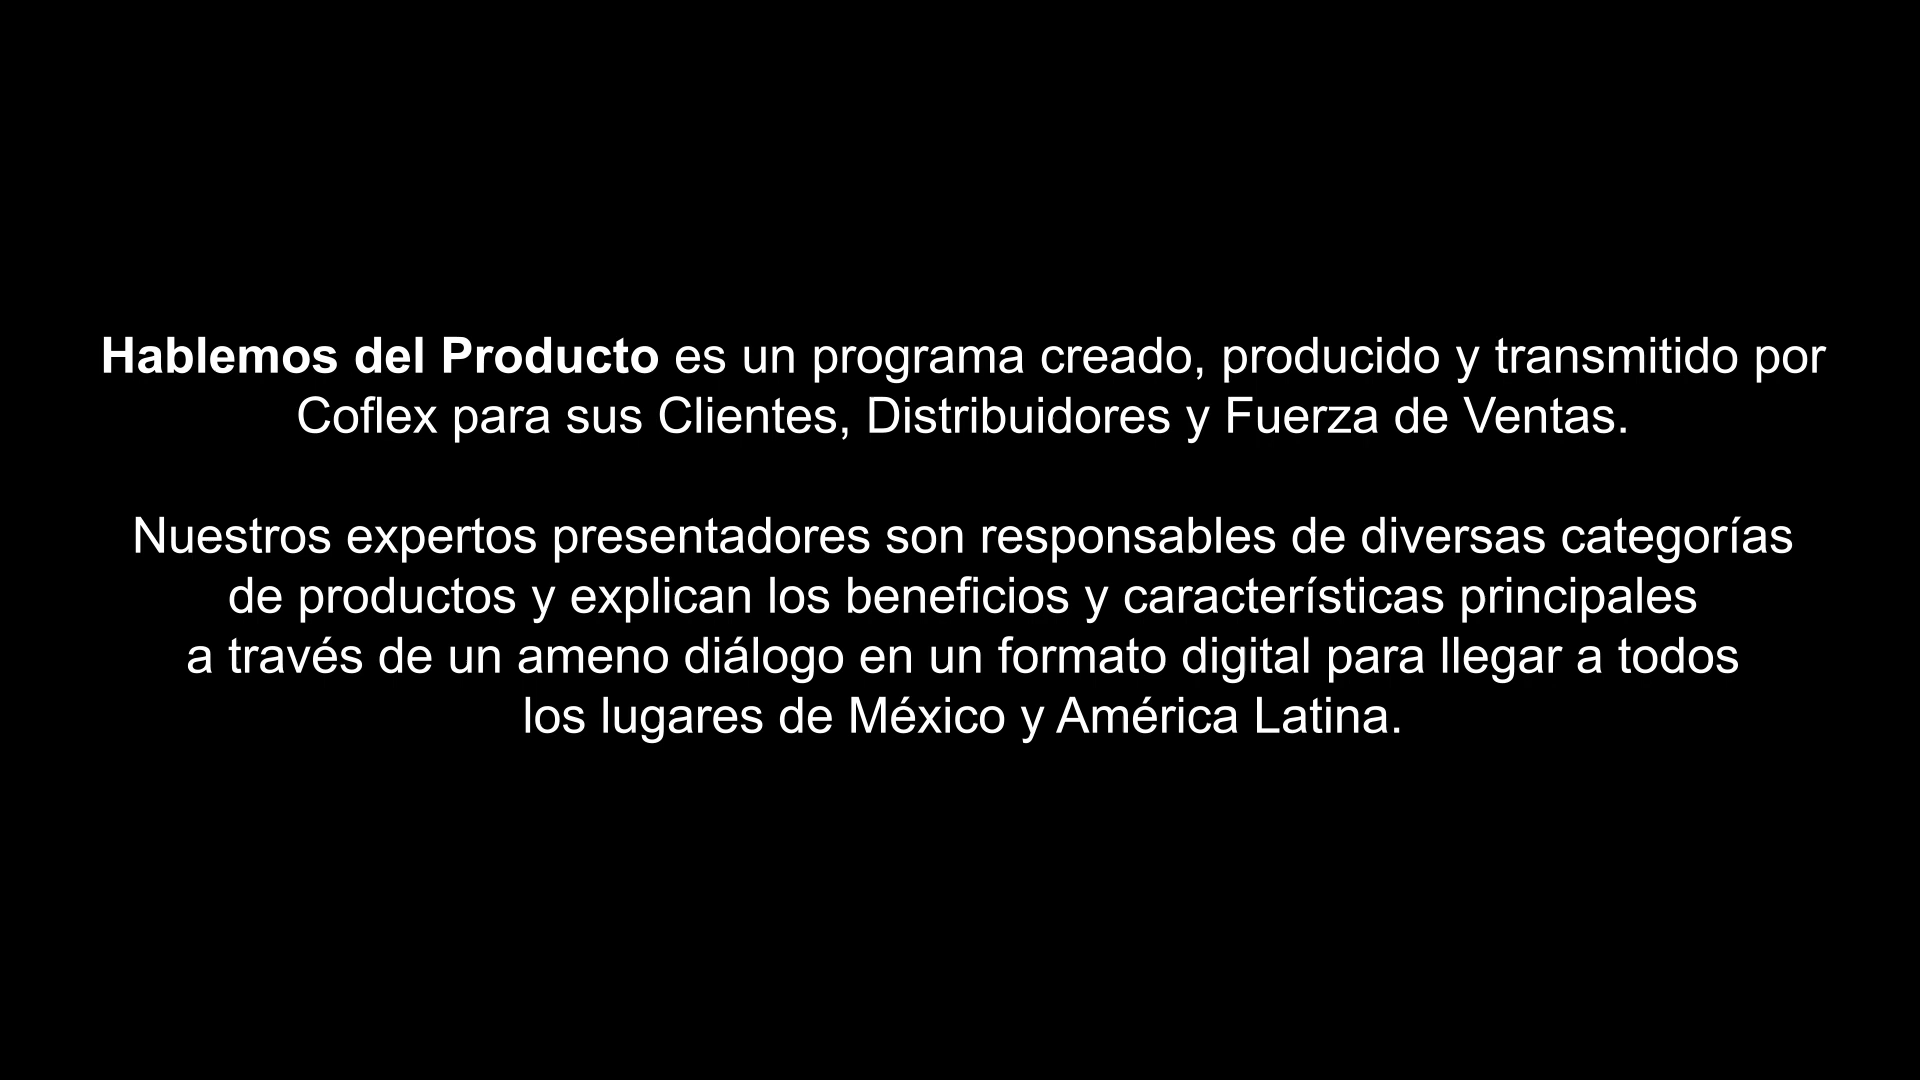 Hablemos del Producto es un programa creado, producido y transmitido por
Coflex para sus Clientes, Distribuidores y Fuerza de Ventas.
Nuestros expertos presentadores son responsables de diversas categorías
de productos y explican los beneficios y características principales
a través de un ameno diálogo en un formato digital para llegar a todos
los lugares de México y América Latina.